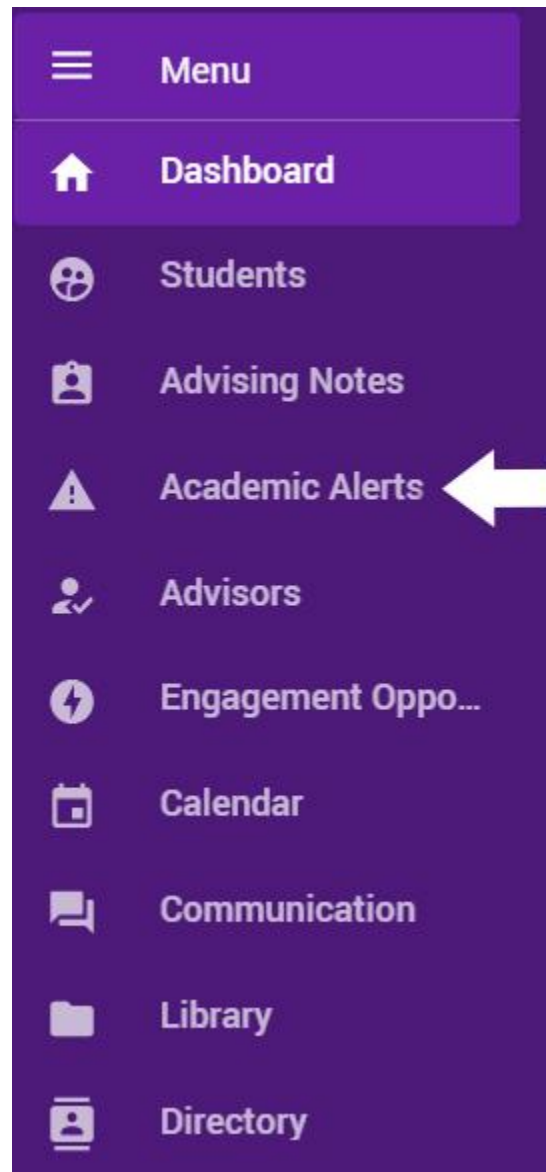 Menu
Dashboard
Students
Advising Notes
Academic Alerts
Advisors
Engagement Oppo...
Calendar
Communication
Library
Directory